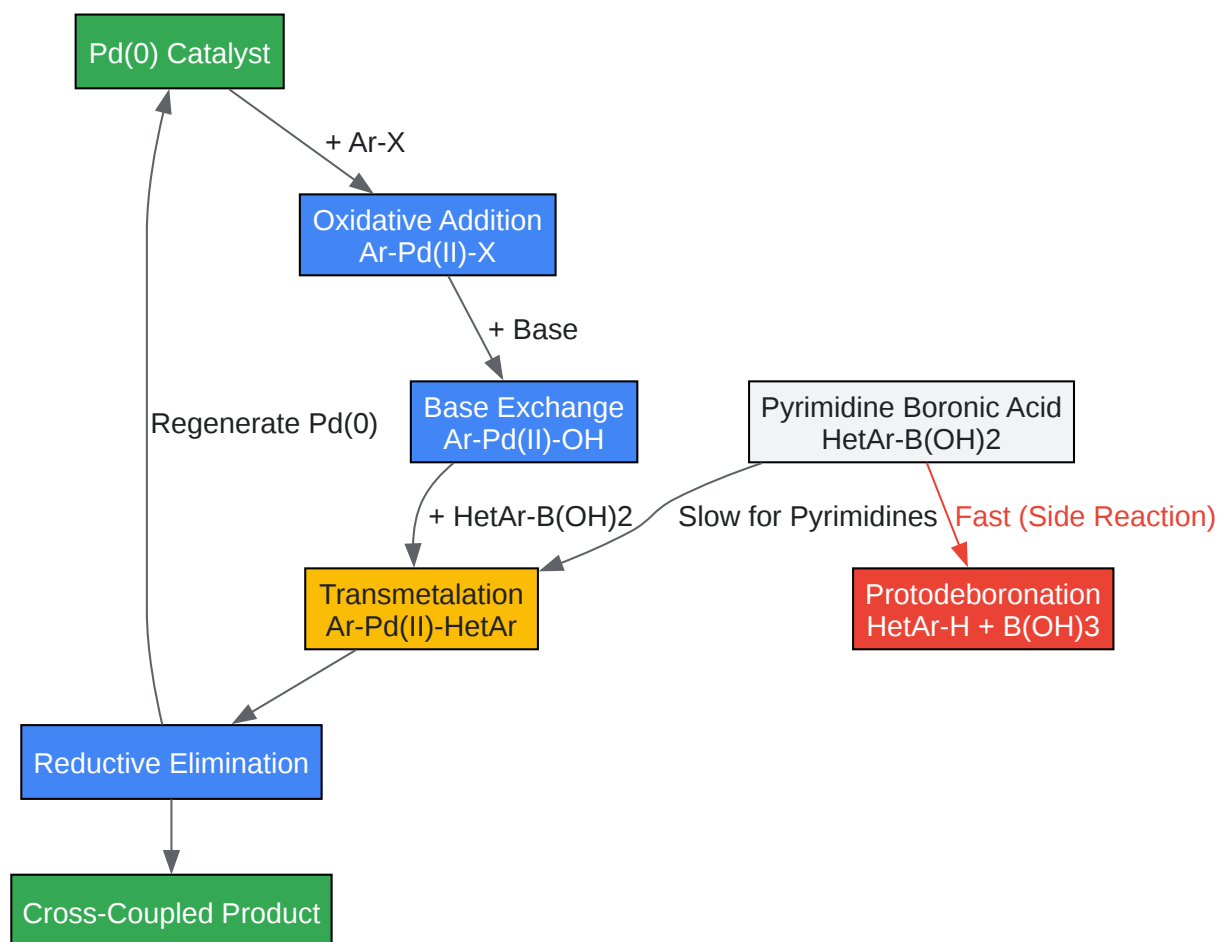 Pd(0) Catalyst
+ Ar-X
Oxidative Addition
Ar-Pd(II)-X
+ Base
Base Exchange
Ar-Pd(II)-OH
Pyrimidine Boronic Acid
HetAr-B(OH)2
Regenerate Pd(0)
+ HetAr-B(OH)2
Slow for Pyrimidines
Fast (Side Reaction)
Transmetalation
Ar-Pd(II)-HetAr
Protodeboronation
HetAr-H + B(OH)3
Reductive Elimination
Cross-Coupled Product